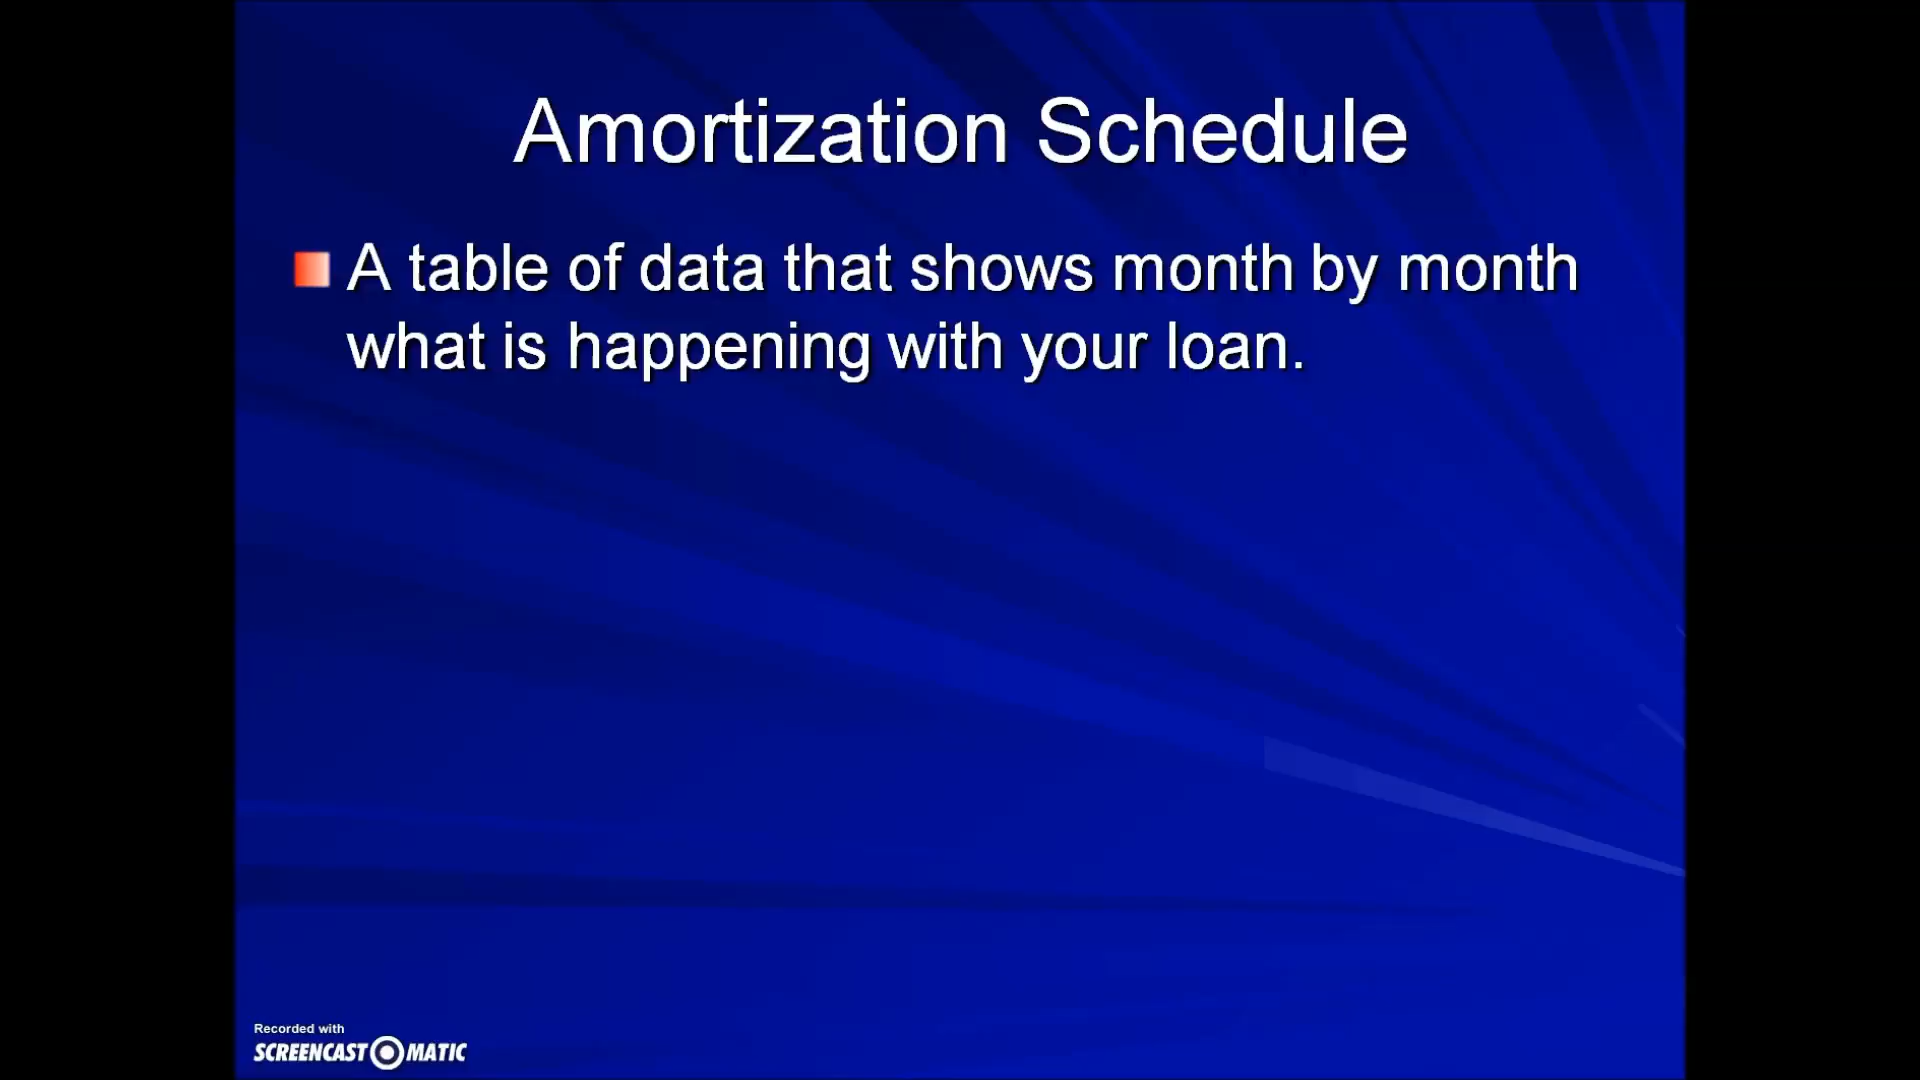 Amortization Schedule
A table of data that shows month by month
what is happening with your loan.
Recorded with
SCREENCAST MATIC